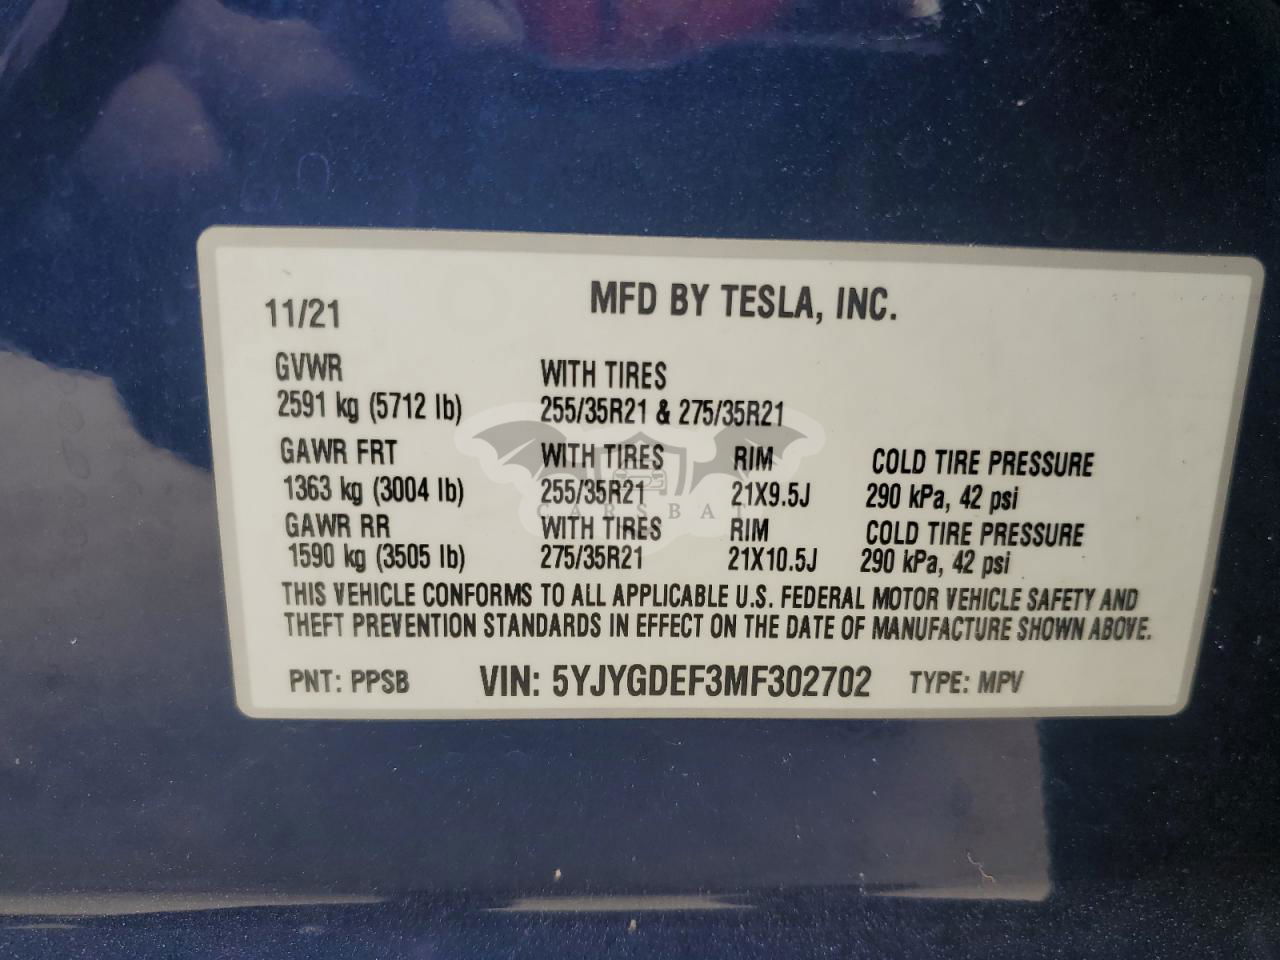 MFD BY TESLA, INC.
11/21
GVWR WITH TIRES
2591 kg (5712 lb) 255/35R21 & 275/35R21
GAWR FRT WITH TIRES RIM COLD TIRE PRESSURE
1363 kg (3004 lb) 255/35R21 21X9.5J 290 kPa, 42 psi
CARSBAT
GAWR RR WITH TIRES RIM COLD TIRE PRESSURE
1590 kg (3505 lb) 275/35R21 21X10.5J 290 kPa, 42 psi
THIS VEHICLE CONFORMS TO ALL APPLICABLE U.S. FEDERAL MOTOR VEHICLE SAFETY AND
THEFT PREVENTION STANDARDS IN EFFECT ON THE DATE OF MANUFACTURE SHOWN ABOVE.
PNT: PPSB VIN: 5YJYGDEF3MF302702 TYPE: MPV